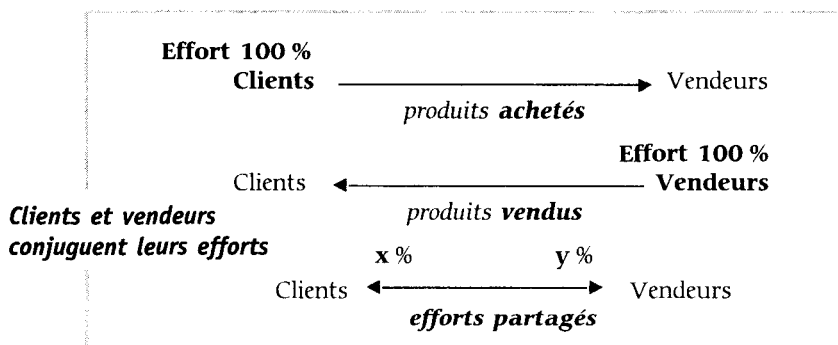 Effort 100 %
Clients
Vendeurs
produits achetés
Effort 100 %
Clients
Vendeurs
produits vendus
Clients et vendeurs
conjuguent leurs efforts
x %
y %
Clients
Vendeurs
efforts partagés